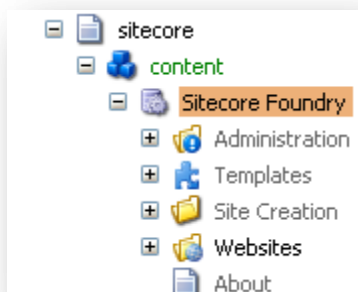 sitecore
content
Sitecore Foundry
Administration
Templates
Site Creation
Websites
About